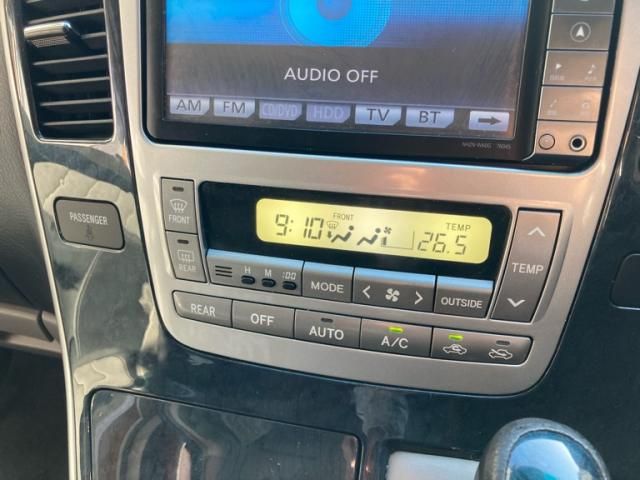 AUDIO OFF
AM FM CD/DVD HDD TV BT
PASSENGER
FRONT
REAR
9:10 FRONT TEMP 26.5
H M :00
MODE
OUTSIDE
TEMP
REAR OFF AUTO A/C